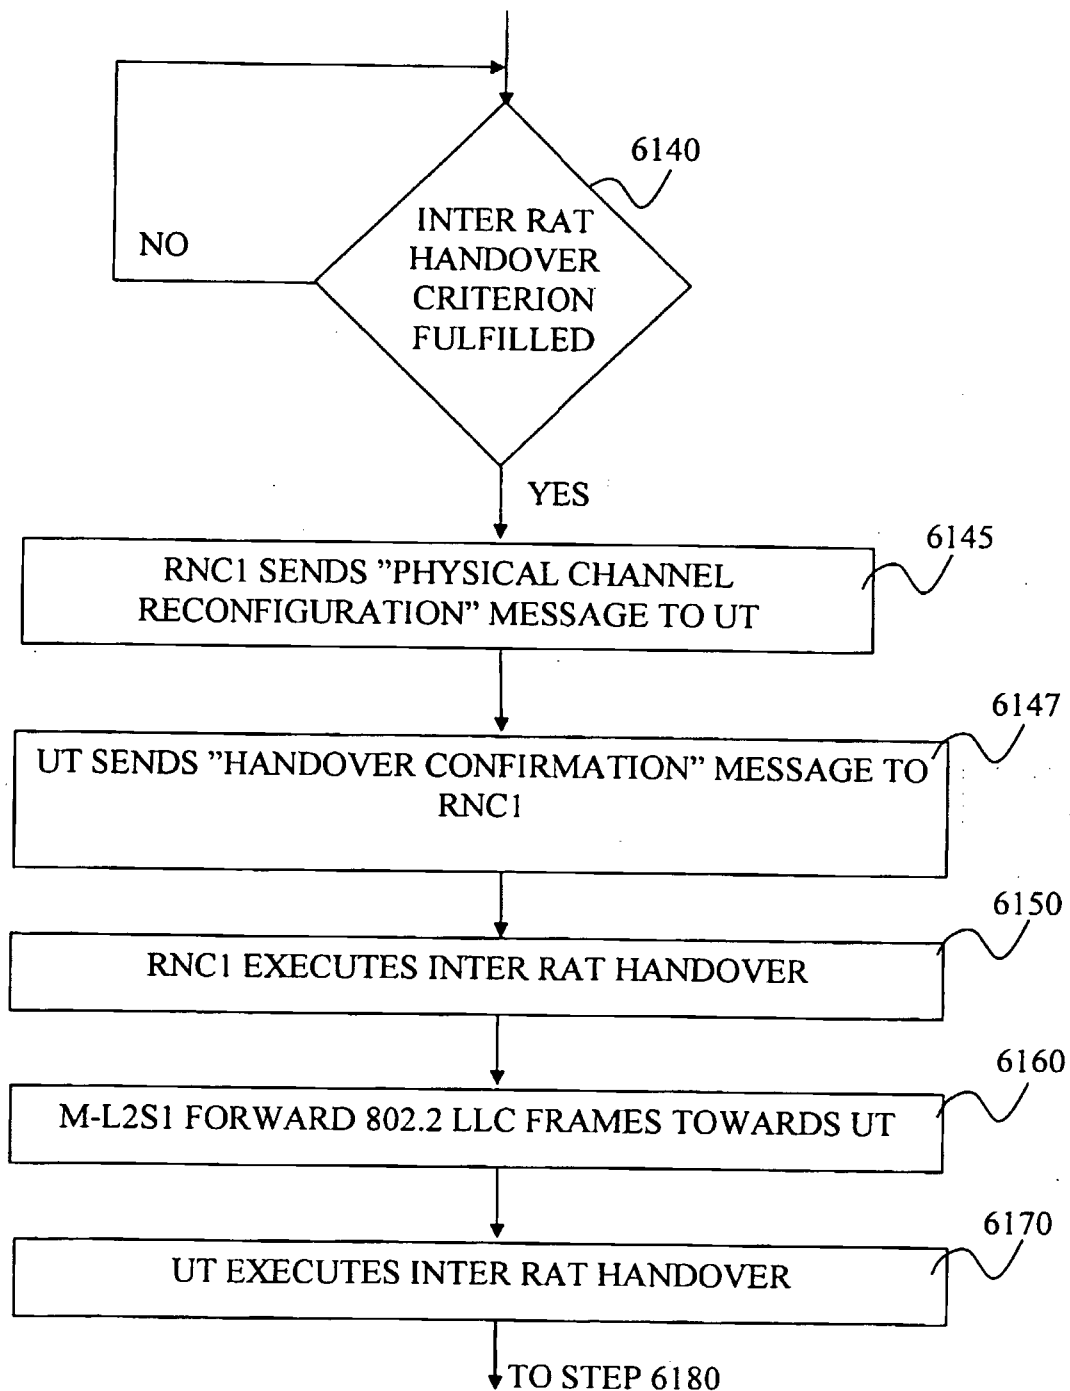 6140
INTER RAT
HANDOVER
CRITERION
FULFILLED
NO
YES
6145
RNC1 SENDS ”PHYSICAL CHANNEL
RECONFIGURATION” MESSAGE TO UT
6147
UT SENDS ”HANDOVER CONFIRMATION” MESSAGE TO
RNC1
6150
RNC1 EXECUTES INTER RAT HANDOVER
6160
M-L2S1 FORWARD 802.2 LLC FRAMES TOWARDS UT
6170
UT EXECUTES INTER RAT HANDOVER
TO STEP 6180